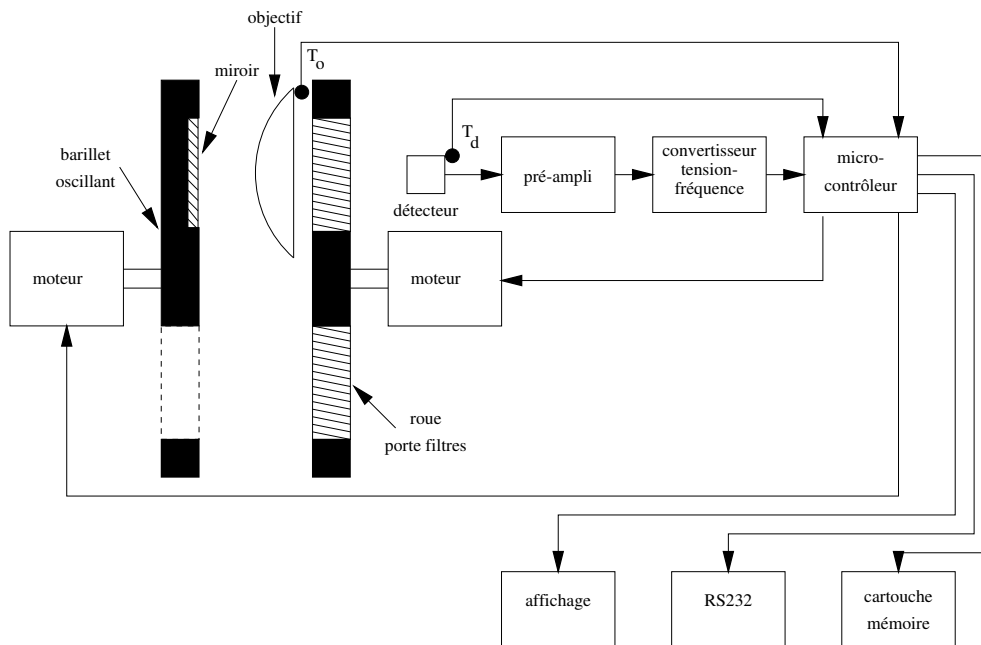 objectif
T
o
miroir
T
d
barillet
oscillant
détecteur
pré-ampli
convertisseur
tension-
fréquence
micro-
contrôleur
moteur
moteur
roue
porte filtres
affichage
RS232
cartouche
mémoire